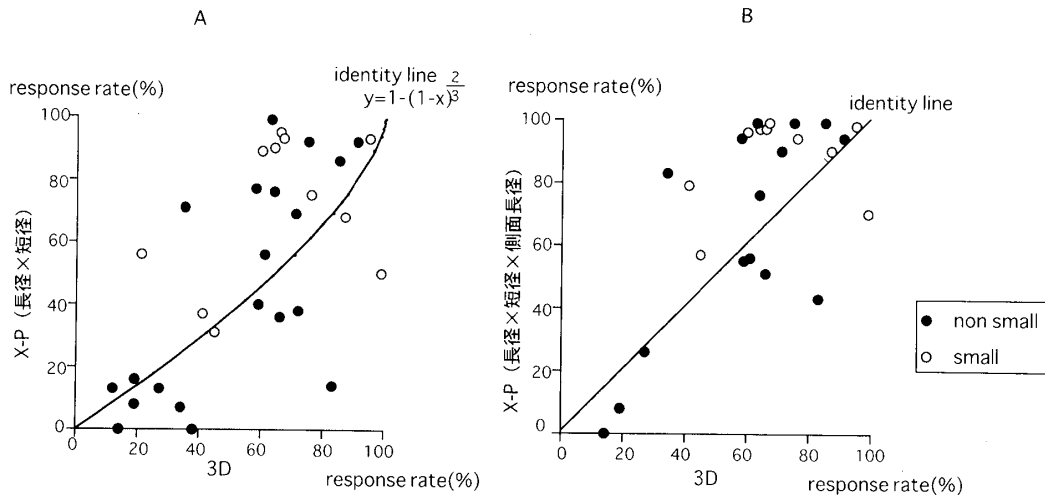 A
response rate(%)
identity line
y=1-(1-x)^2/3
100
80
60
40
20
0
X-P (長径×短径)
0 20 40 60 80 100
3D
response rate(%)
B
response rate(%)
identity line
100
80
60
40
20
0
X-P (長径×短径×側面長径)
0 20 40 60 80 100
3D
response rate(%)
non small
small